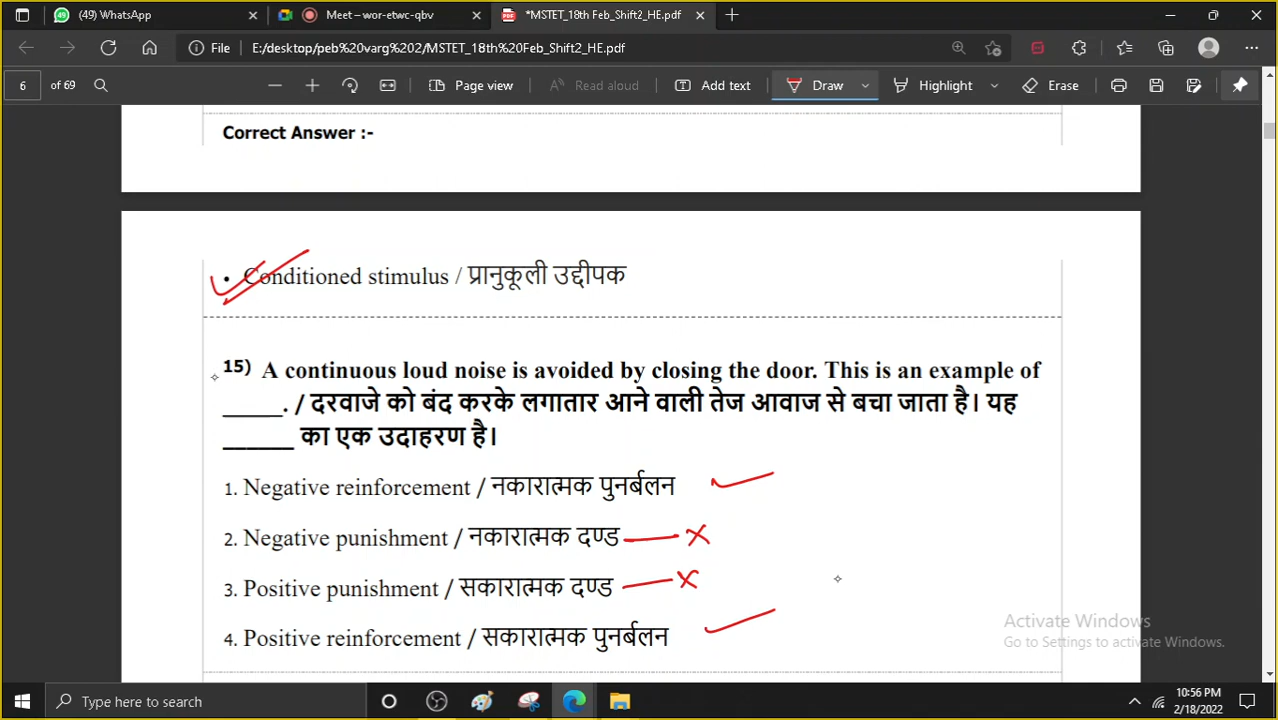 (49) WhatsApp
Meet – wor-etwc-qbv
*MSTET_18th Feb_Shift2_HE.pdf
File E:/desktop/peb%20varg%202/MSTET_18th%20Feb_Shift2_HE.pdf
6 of 69 Page view Read aloud Add text Draw Highlight Erase
Correct Answer :-
• Conditioned stimulus / प्रानुकूली उद्दीपक
15) A continuous loud noise is avoided by closing the door. This is an example of
_____. / दरवाजे को बंद करके लगातार आने वाली तेज आवाज से बचा जाता है। यह
______ का एक उदाहरण है।
1. Negative reinforcement / नकारात्मक पुनर्बलन
2. Negative punishment / नकारात्मक दण्ड
3. Positive punishment / सकारात्मक दण्ड
4. Positive reinforcement / सकारात्मक पुनर्बलन
Activate Windows
Go to Settings to activate Windows.
Type here to search
10:56 PM
2/18/2022